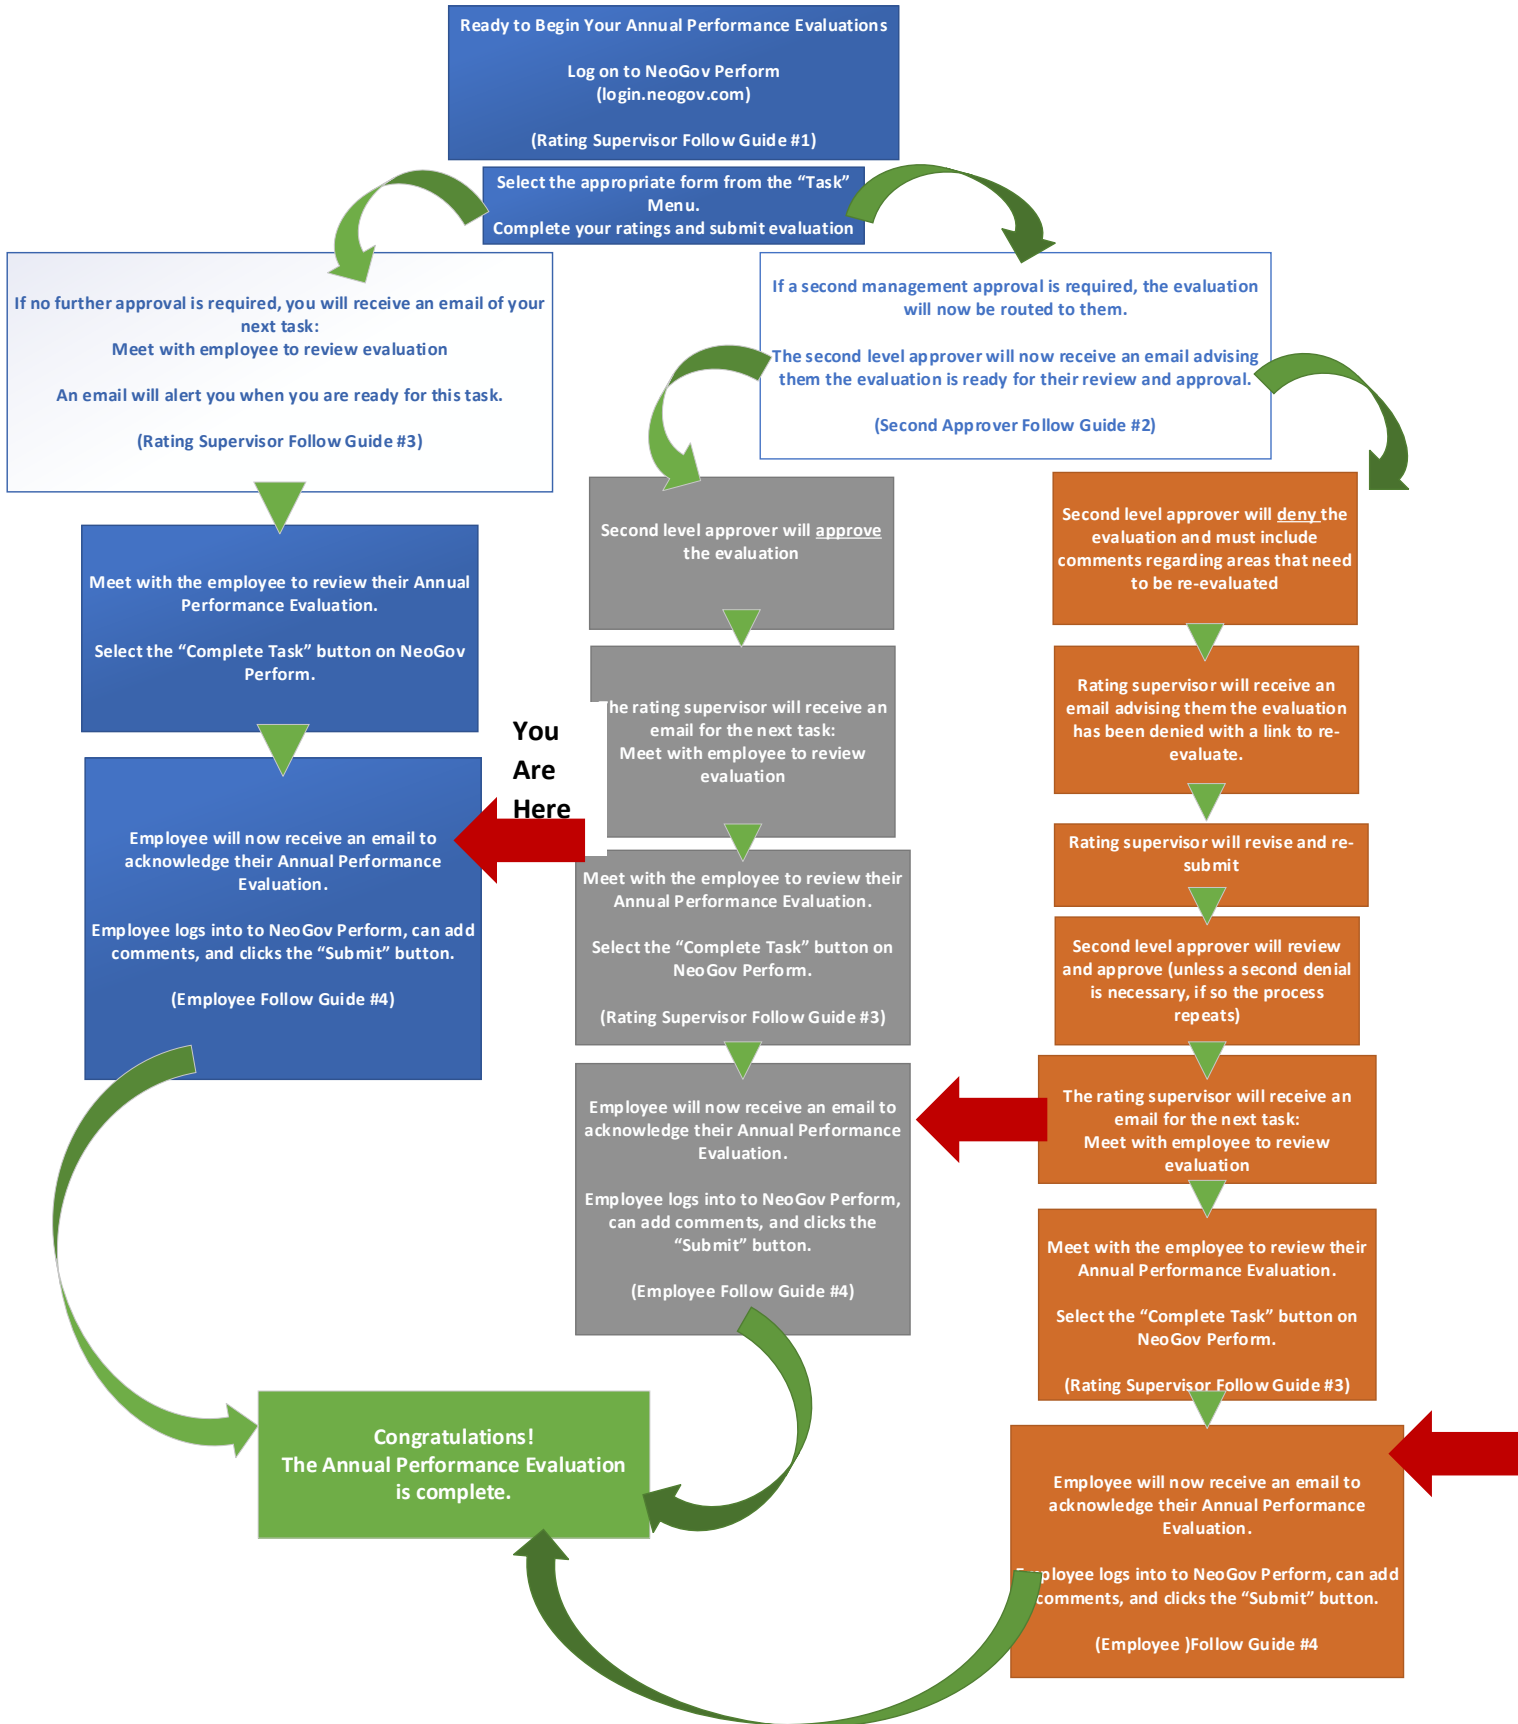 Ready to Begin Your Annual Performance Evaluations
Log on to NeoGov Perform
(login.neogov.com)
(Rating Supervisor Follow Guide #1)
Select the appropriate form from the “Task”
Menu.
Complete your ratings and submit evaluation
If no further approval is required, you will receive an email of your
next task:
Meet with employee to review evaluation
An email will alert you when you are ready for this task.
(Rating Supervisor Follow Guide #3)
If a second management approval is required, the evaluation
will now be routed to them.
The second level approver will now receive an email advising
them the evaluation is ready for their review and approval.
(Second Approver Follow Guide #2)
Meet with the employee to review their Annual
Performance Evaluation.
Select the “Complete Task” button on NeoGov
Perform.
Employee will now receive an email to
acknowledge their Annual Performance
Evaluation.
Employee logs into to NeoGov Perform, can add
comments, and clicks the “Submit” button.
(Employee Follow Guide #4)
You
Are
Here
Second level approver will approve
the evaluation
The rating supervisor will receive an
email for the next task:
Meet with employee to review
evaluation
Meet with the employee to review their
Annual Performance Evaluation.
Select the “Complete Task” button on
NeoGov Perform.
(Rating Supervisor Follow Guide #3)
Employee will now receive an email to
acknowledge their Annual Performance
Evaluation.
Employee logs into to NeoGov Perform,
can add comments, and clicks the
“Submit” button.
(Employee Follow Guide #4)
Second level approver will deny the
evaluation and must include
comments regarding areas that need
to be re-evaluated
Rating supervisor will receive an
email advising them the evaluation
has been denied with a link to re-
evaluate.
Rating supervisor will revise and re-
submit
Second level approver will review
and approve (unless a second denial
is necessary, if so the process
repeats)
The rating supervisor will receive an
email for the next task:
Meet with employee to review
evaluation
Meet with the employee to review their
Annual Performance Evaluation.
Select the “Complete Task” button on
NeoGov Perform.
(Rating Supervisor Follow Guide #3)
Employee will now receive an email to
acknowledge their Annual Performance
Evaluation.
Employee logs into to NeoGov Perform, can add
comments, and clicks the “Submit” button.
(Employee )Follow Guide #4
Congratulations!
The Annual Performance Evaluation
is complete.